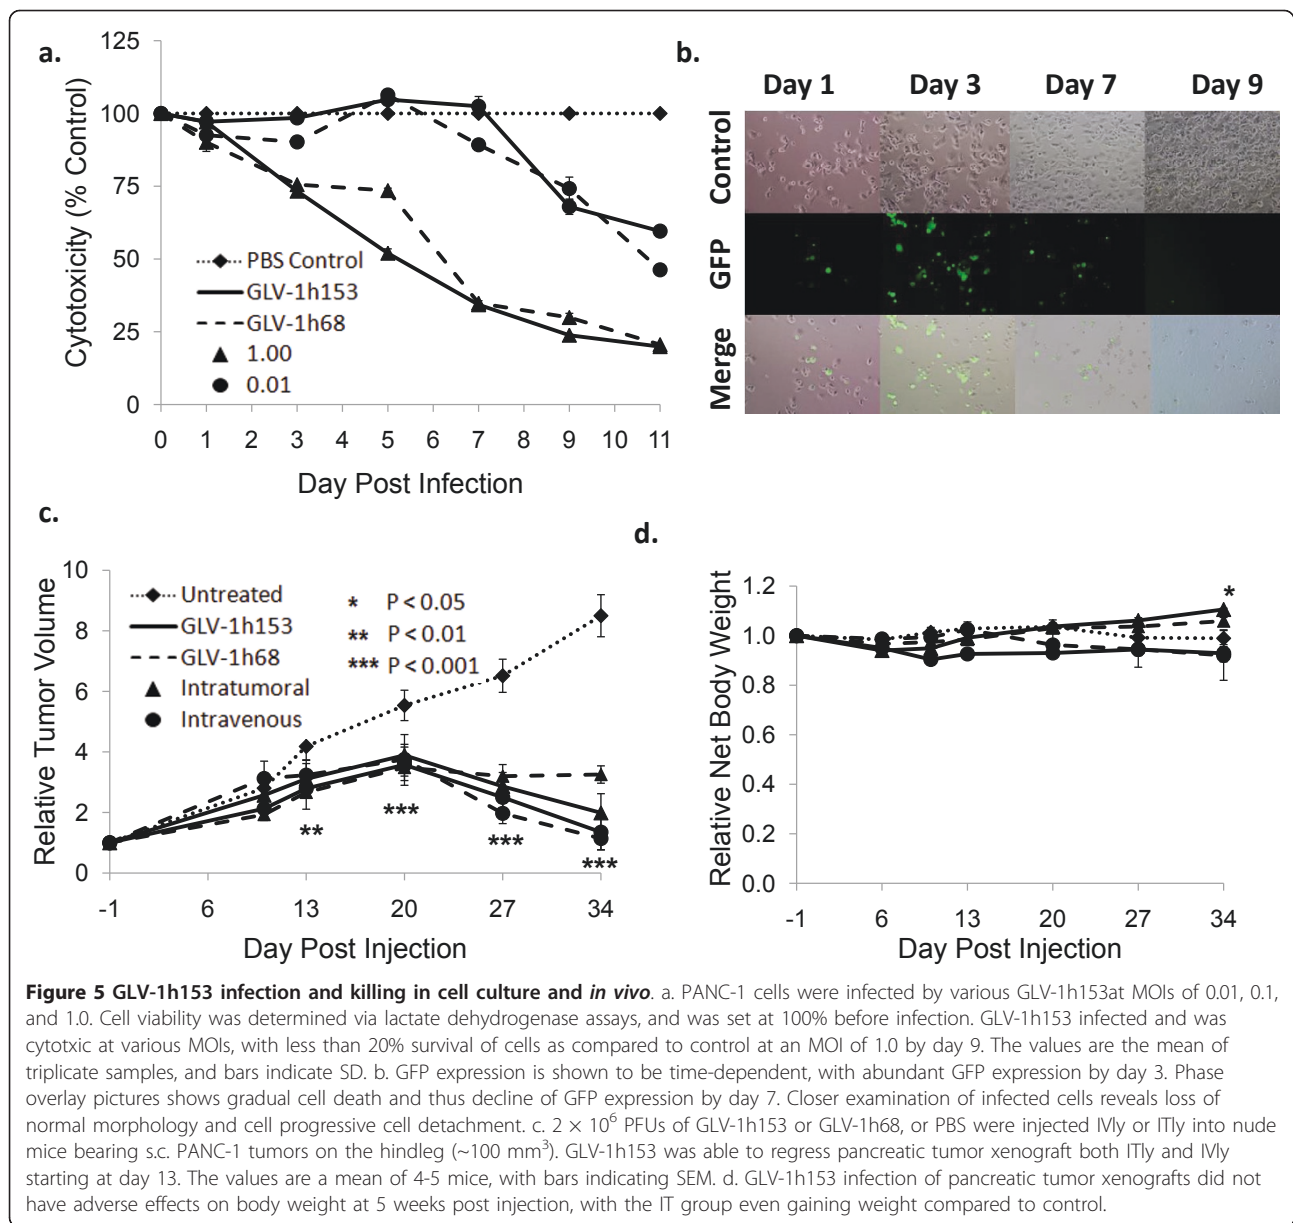 a.
125
100
75
50
25
0
Cytotoxicity (% Control)
PBS Control
GLV-1h153
GLV-1h68
1.00
0.01
0 1 2 3 4 5 6 7 8 9 10 11
Day Post Infection
b.
Day 1 Day 3 Day 7 Day 9
Control
GFP
Merge
c.
10
8
6
4
2
0
Relative Tumor Volume
Untreated
GLV-1h153
GLV-1h68
Intratumoral
Intravenous
* P < 0.05
** P < 0.01
*** P < 0.001
**
***
***
***
-1 6 13 20 27 34
Day Post Injection
d.
1.2
1.0
0.8
0.6
0.4
0.2
0.0
Relative Net Body Weight
*
-1 6 13 20 27 34
Day Post Injection
Figure 5 GLV-1h153 infection and killing in cell culture and in vivo. a. PANC-1 cells were infected by various GLV-1h153at MOIs of 0.01, 0.1,
and 1.0. Cell viability was determined via lactate dehydrogenase assays, and was set at 100% before infection. GLV-1h153 infected and was
cytotxic at various MOIs, with less than 20% survival of cells as compared to control at an MOI of 1.0 by day 9. The values are the mean of
triplicate samples, and bars indicate SD. b. GFP expression is shown to be time-dependent, with abundant GFP expression by day 3. Phase
overlay pictures shows gradual cell death and thus decline of GFP expression by day 7. Closer examination of infected cells reveals loss of
normal morphology and cell progressive cell detachment. c. 2 × 10⁶ PFUs of GLV-1h153 or GLV-1h68, or PBS were injected IVly or ITly into nude
mice bearing s.c. PANC-1 tumors on the hindleg (~100 mm³). GLV-1h153 was able to regress pancreatic tumor xenograft both ITly and IVly
starting at day 13. The values are a mean of 4-5 mice, with bars indicating SEM. d. GLV-1h153 infection of pancreatic tumor xenografts did not
have adverse effects on body weight at 5 weeks post injection, with the IT group even gaining weight compared to control.